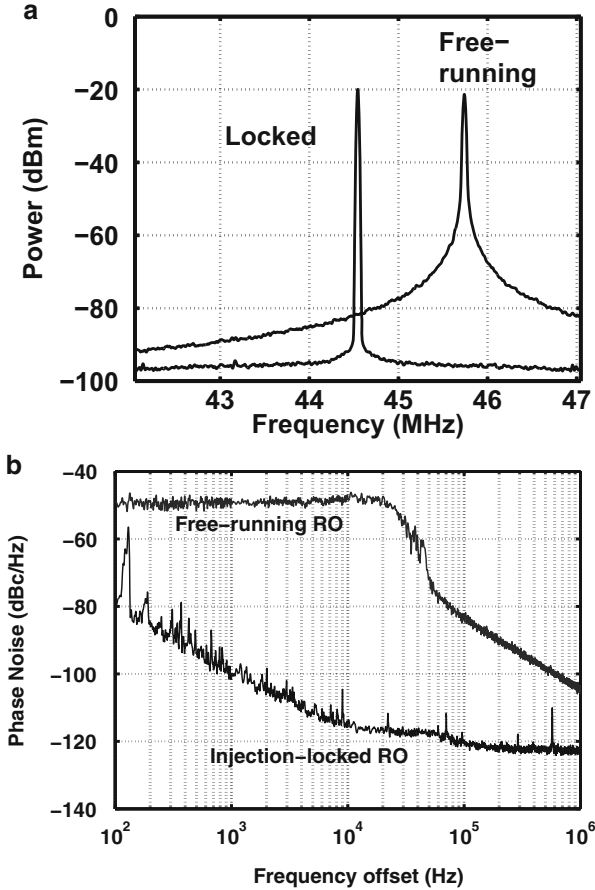 a
0
−20
−40
−60
−80
−100
Power (dBm)
Free−
running
Locked
43
44
45
46
47
Frequency (MHz)
b
−40
−60
−80
−100
−120
−140
Phase Noise (dBc/Hz)
Free−running RO
Injection−locked RO
10²
10³
10⁴
10⁵
10⁶
Frequency offset (Hz)